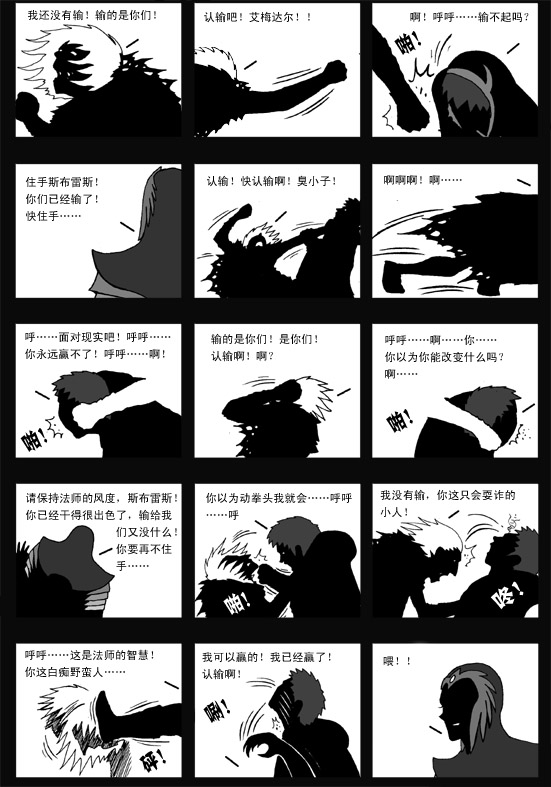 我还没有输！输的是你们！
认输吧！艾梅达尔！！
啊！呼呼……输不起吗？
啪！
住手斯布雷斯！
你们已经输了！
快住手……
认输！快认输啊！臭小子！
啊啊啊！啊……
呼……面对现实吧！呼呼……
你永远赢不了！呼呼……啊！
啪！
输的是你们！是你们！
认输啊！啊？
呼呼……啊……你……
你以为你能改变什么吗？
啊……
啪！
请保持法师的风度，斯布雷斯！
你已经干得很出色了，输给我
们又没什么！
你要再不住
手……
你以为动拳头我就会……呼呼
……呼
啪！
我没有输，你这只会耍诈的
小人！
咚！
呼呼……这是法师的智慧！
你这白痴野蛮人……
砰！
我可以赢的！我已经赢了！
认输啊！
唰！
喂！！